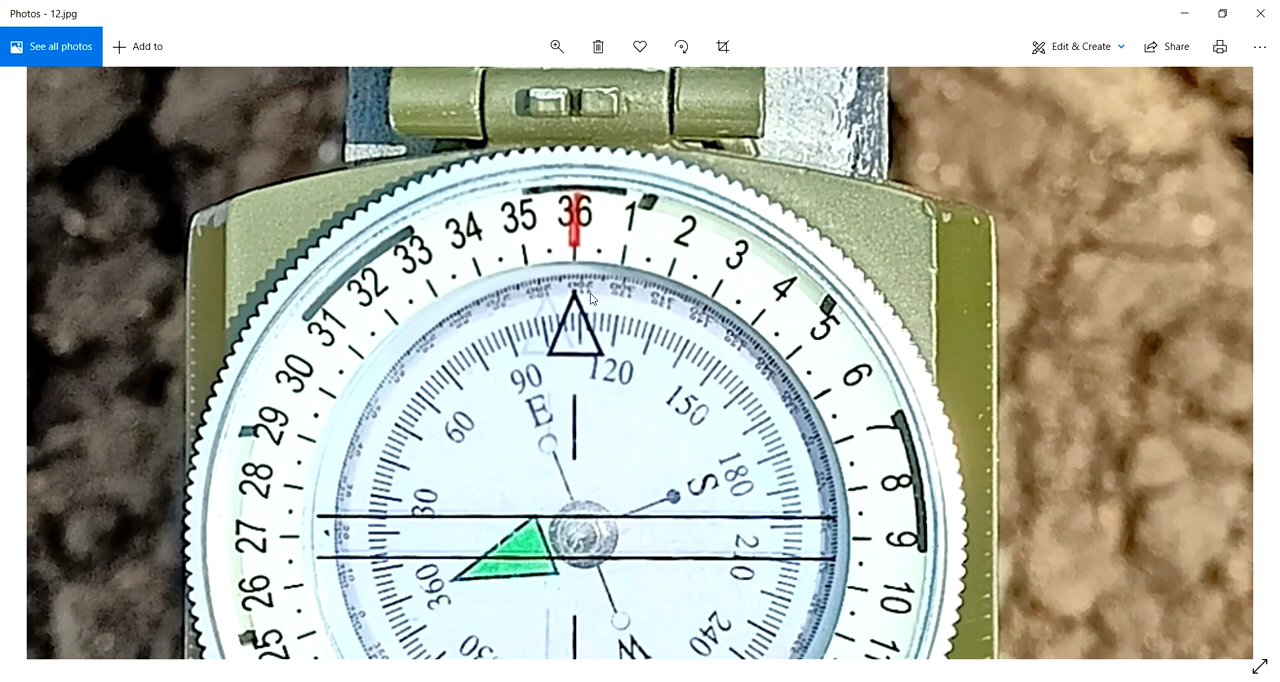 Photos - 12.jpg
See all photos
Add to
Edit & Create
Share
33 34 35 36 1 2 3
32 4
31 5
30 6
29 7
28 8
27 9
26 10
25 11
90 120
E
60 150
30 S 180
360 210
W 240